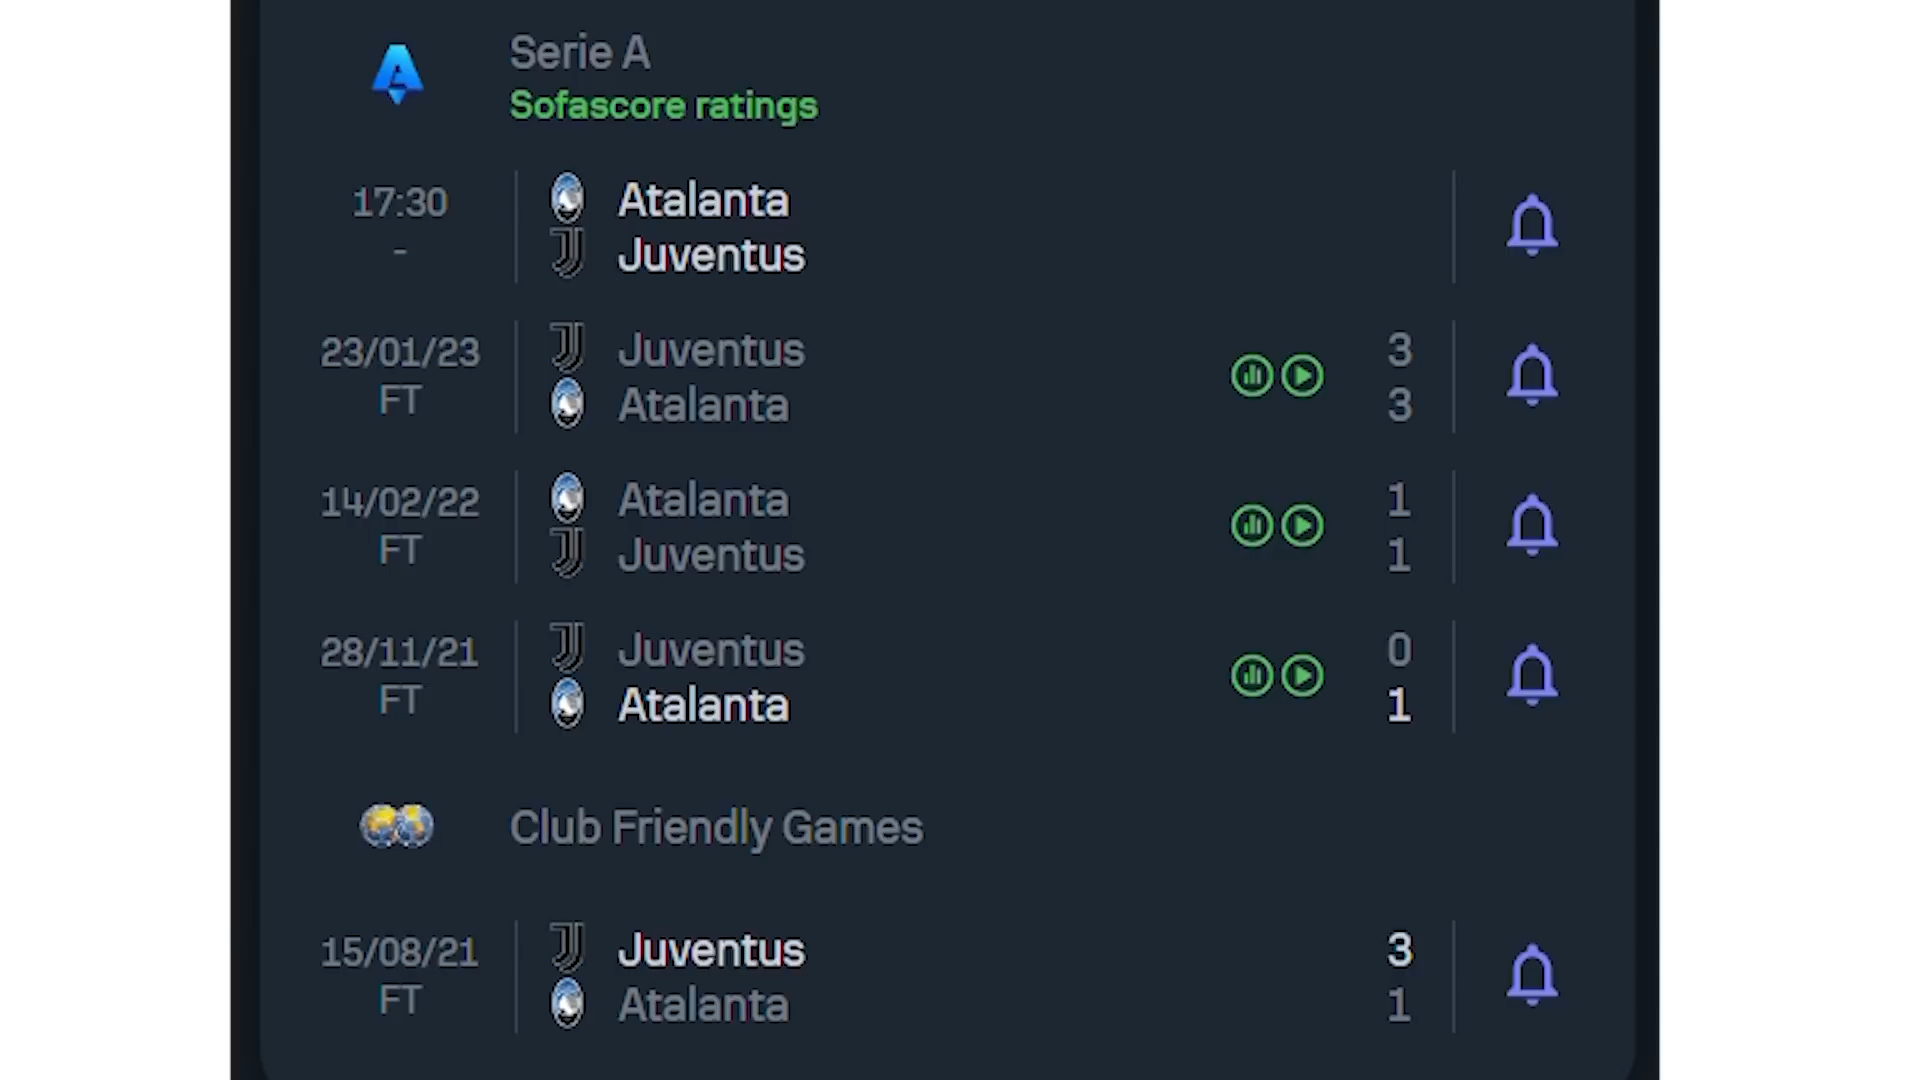 Serie A
Sofascore ratings
17:30
-
Atalanta
Juventus
23/01/23
FT
Juventus
Atalanta
3
3
14/02/22
FT
Atalanta
Juventus
1
1
28/11/21
FT
Juventus
Atalanta
0
1
Club Friendly Games
15/08/21
FT
Juventus
Atalanta
3
1